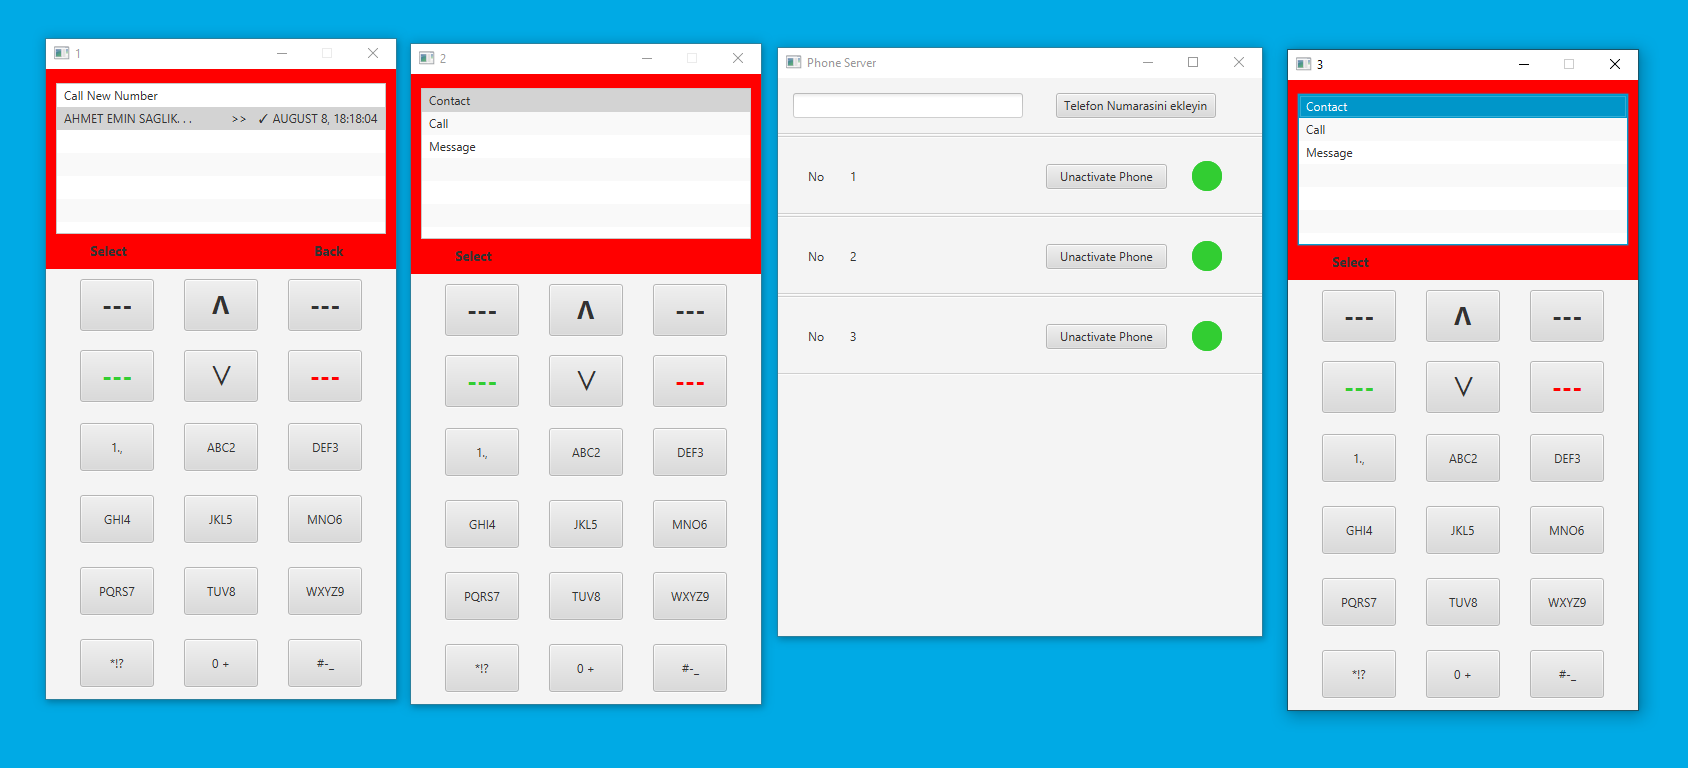 1
Call New Number
AHMET EMIN SAGLIK. . . >> ✓ AUGUST 8, 18:18:04
Select Back
--- Λ ---
--- V ---
1., ABC2 DEF3
GHI4 JKL5 MNO6
PQRS7 TUV8 WXYZ9
*!? 0 + #-_
2
Contact
Call
Message
Select
--- Λ ---
--- V ---
1., ABC2 DEF3
GHI4 JKL5 MNO6
PQRS7 TUV8 WXYZ9
*!? 0 + #-_
Phone Server
Telefon Numarasini ekleyin
No 1 Unactivate Phone
No 2 Unactivate Phone
No 3 Unactivate Phone
3
Contact
Call
Message
Select
--- Λ ---
--- V ---
1., ABC2 DEF3
GHI4 JKL5 MNO6
PQRS7 TUV8 WXYZ9
*!? 0 + #-_